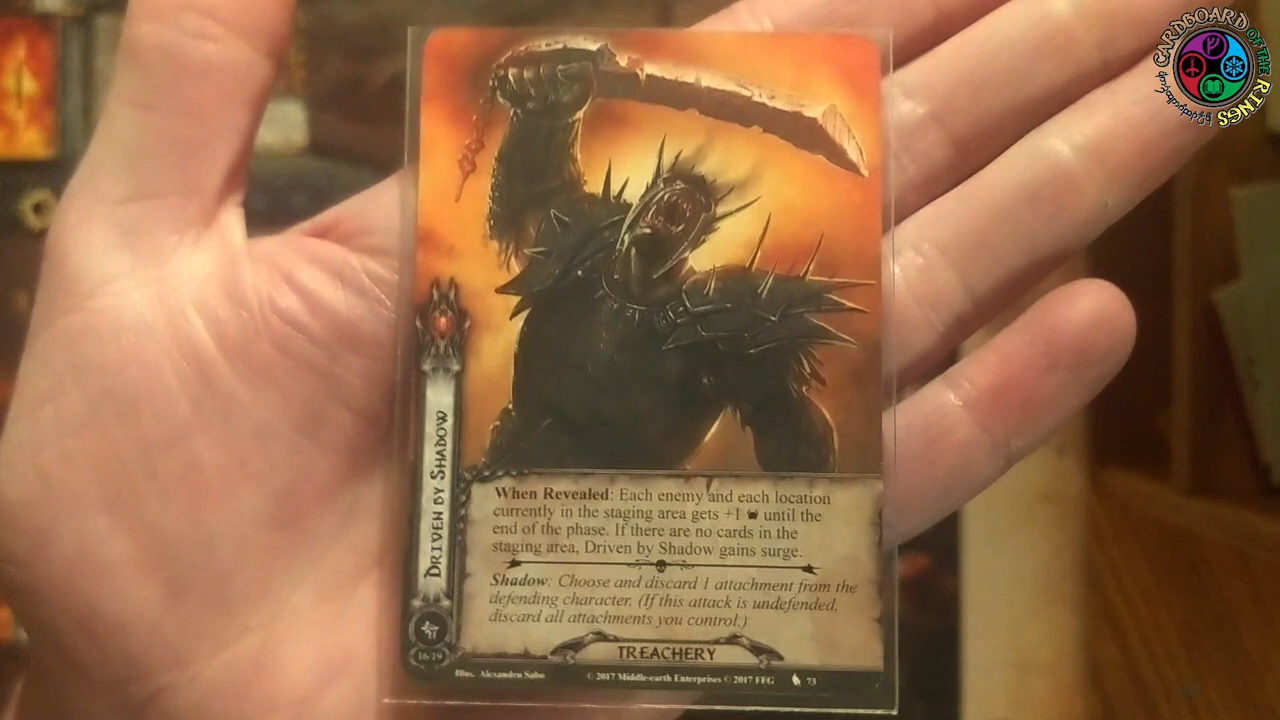 CARDBOARD OF THE RINGS
DRIVEN BY SHADOW
When Revealed: Each enemy and each location
currently in the staging area gets +1 until the
end of the phase. If there are no cards in the
staging area, Driven by Shadow gains surge.
Shadow: Choose and discard 1 attachment from the
defending character. (If this attack is undefended,
discard all attachments you control.)
TREACHERY
16/19
Illus. Alexandru Sabo
© 2017 Middle-earth Enterprises © 2017 FFG
73